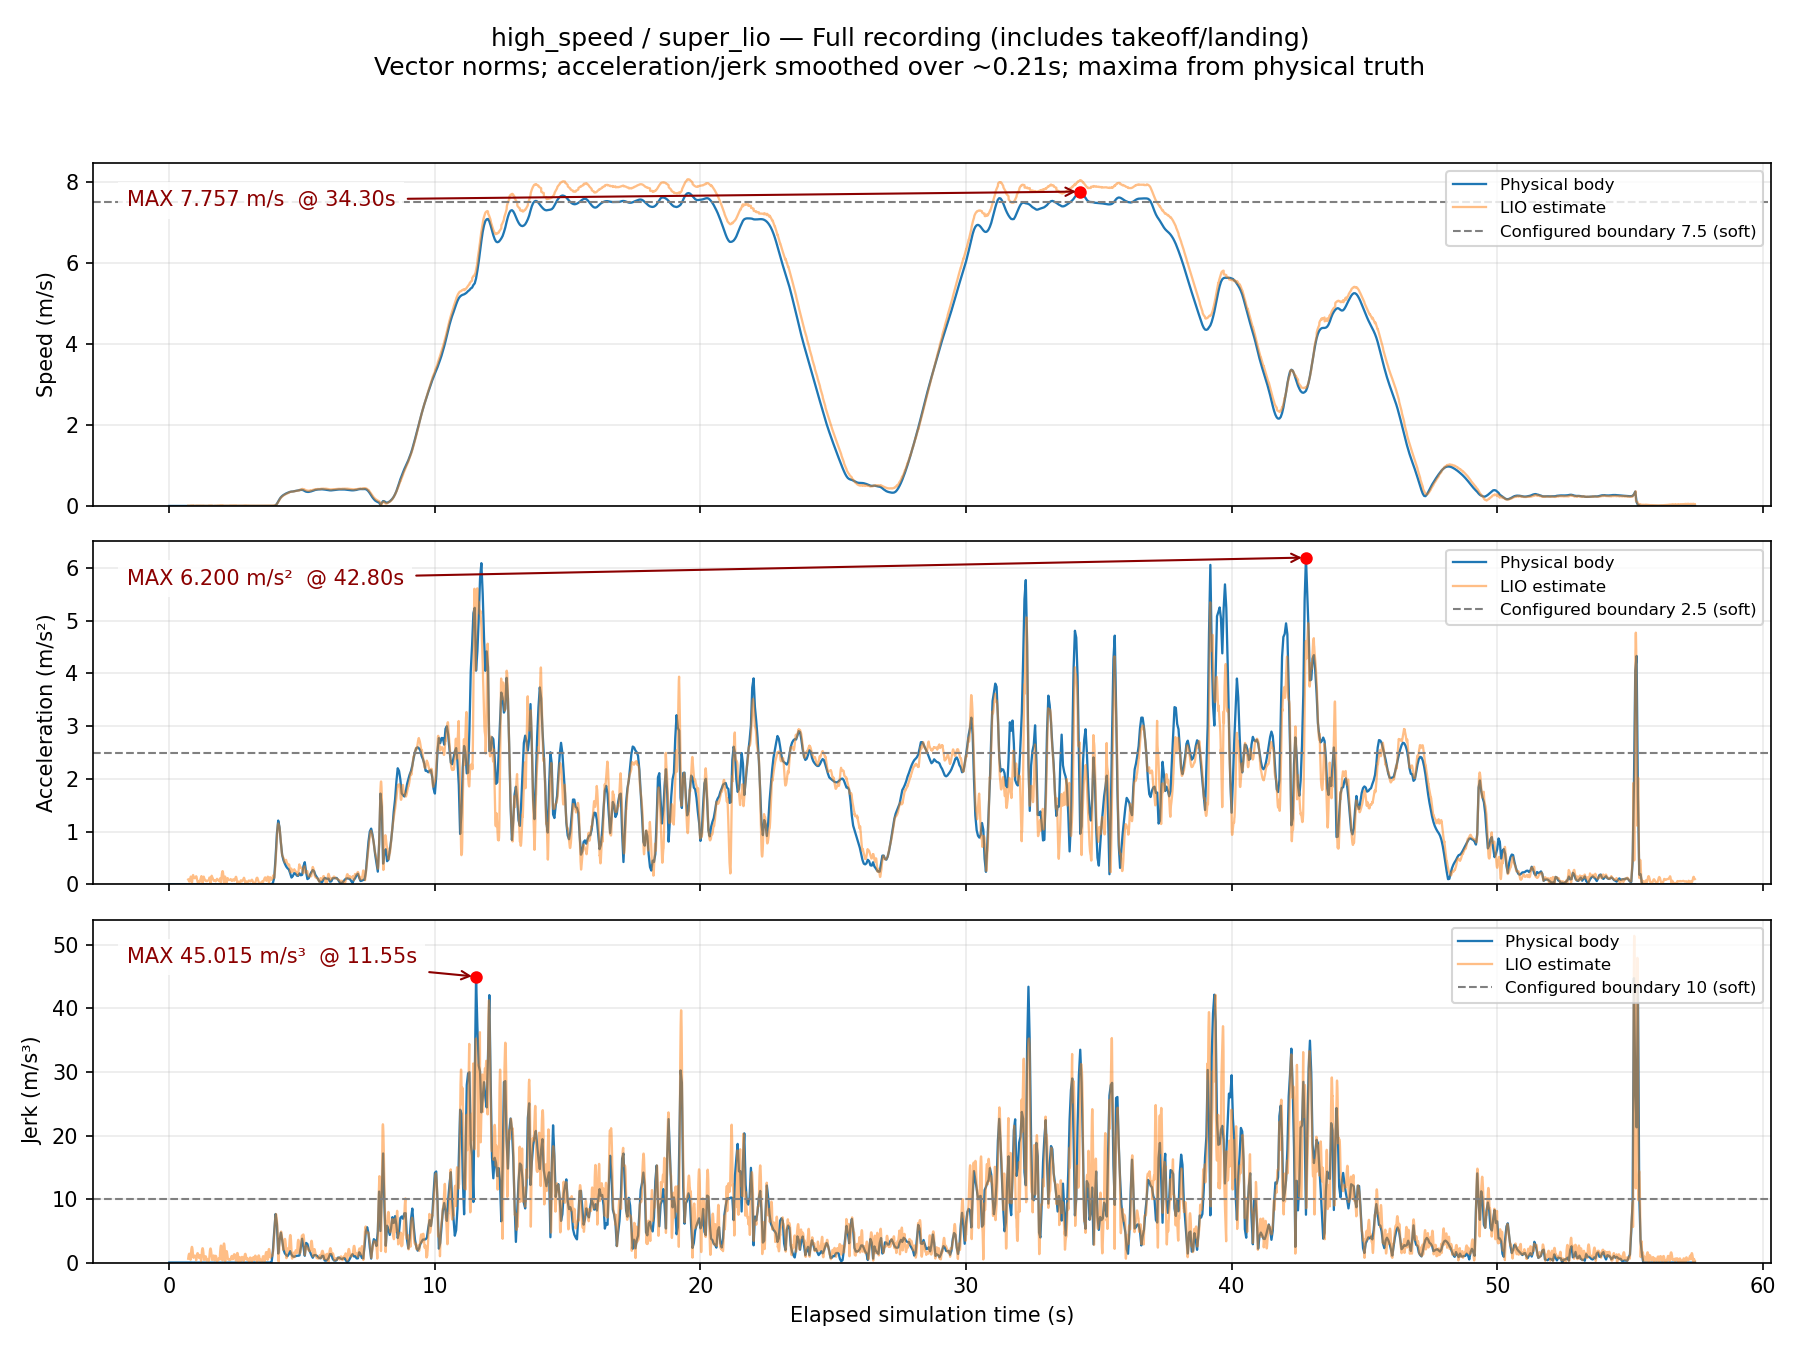 high_speed / super_lio — Full recording (includes takeoff/landing)
Vector norms; acceleration/jerk smoothed over ~0.21s; maxima from physical truth
Speed (m/s)
8
6
4
2
0
MAX 7.757 m/s @ 34.30s
Physical body
LIO estimate
Configured boundary 7.5 (soft)
Acceleration (m/s²)
6
5
4
3
2
1
0
MAX 6.200 m/s² @ 42.80s
Physical body
LIO estimate
Configured boundary 2.5 (soft)
Jerk (m/s³)
50
40
30
20
10
0
MAX 45.015 m/s³ @ 11.55s
Physical body
LIO estimate
Configured boundary 10 (soft)
0 10 20 30 40 50 60
Elapsed simulation time (s)